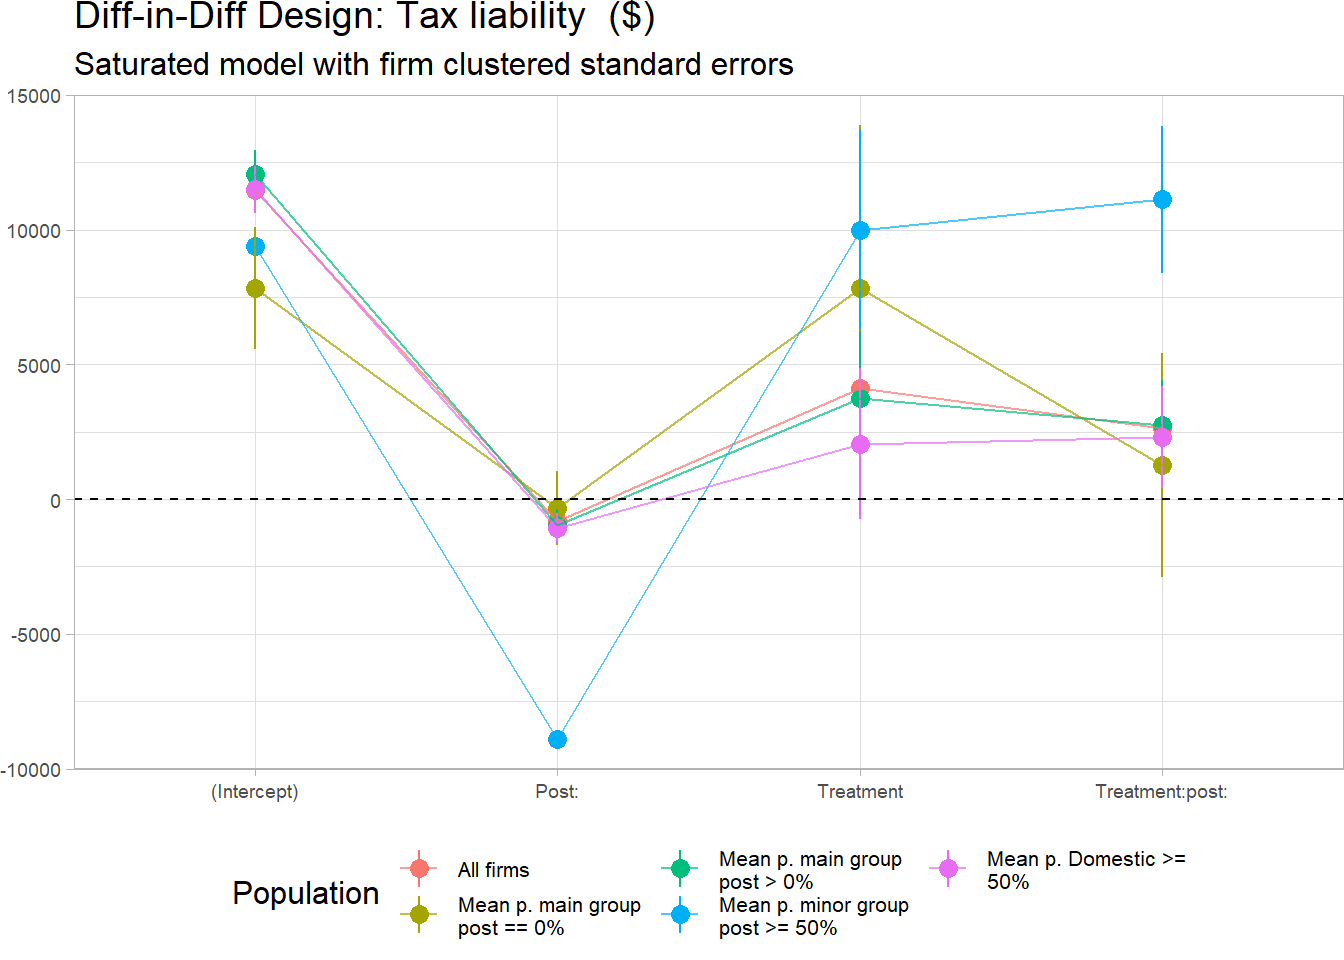 Diff-in-Diff Design: Tax liability  ($)
Saturated model with firm clustered standard errors
15000
10000
5000
0
-5000
-10000
(Intercept)
Post:
Treatment
Treatment:post:
Population
All firms
Mean p. main group
post == 0%
Mean p. main group
post > 0%
Mean p. minor group
post >= 50%
Mean p. Domestic >=
50%